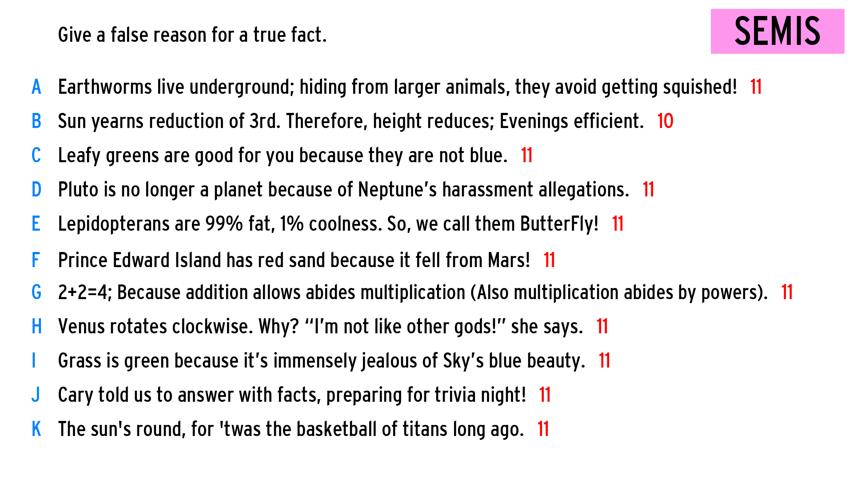 Give a false reason for a true fact.
SEMIS
A Earthworms live underground; hiding from larger animals, they avoid getting squished! 11
B Sun yearns reduction of 3rd. Therefore, height reduces; Evenings efficient. 10
C Leafy greens are good for you because they are not blue. 11
D Pluto is no longer a planet because of Neptune's harassment allegations. 11
E Lepidopterans are 99% fat, 1% coolness. So, we call them ButterFly! 11
F Prince Edward Island has red sand because it fell from Mars! 11
G 2+2=4; Because addition allows abides multiplication (Also multiplication abides by powers). 11
H Venus rotates clockwise. Why? “I'm not like other gods!” she says. 11
I Grass is green because it's immensely jealous of Sky's blue beauty. 11
J Cary told us to answer with facts, preparing for trivia night! 11
K The sun's round, for 'twas the basketball of titans long ago. 11